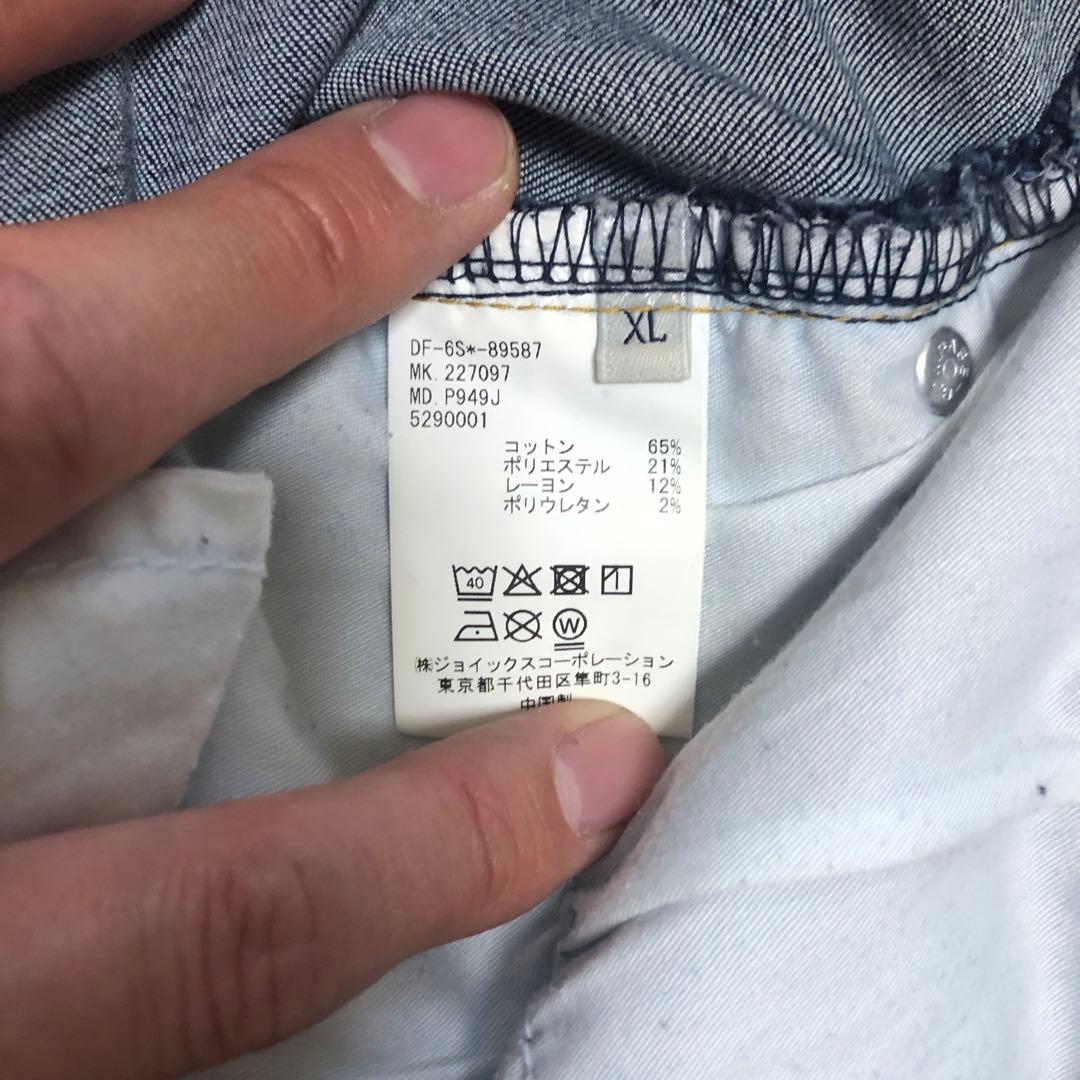 XL
DF-6S*-89587
MK. 227097
MD. P949J
5290001
コットン 65%
ポリエステル 21%
レーヨン 12%
ポリウレタン 2%
40
W
㈱ジョイックスコーポレーション
東京都千代田区隼町3-16
中国製